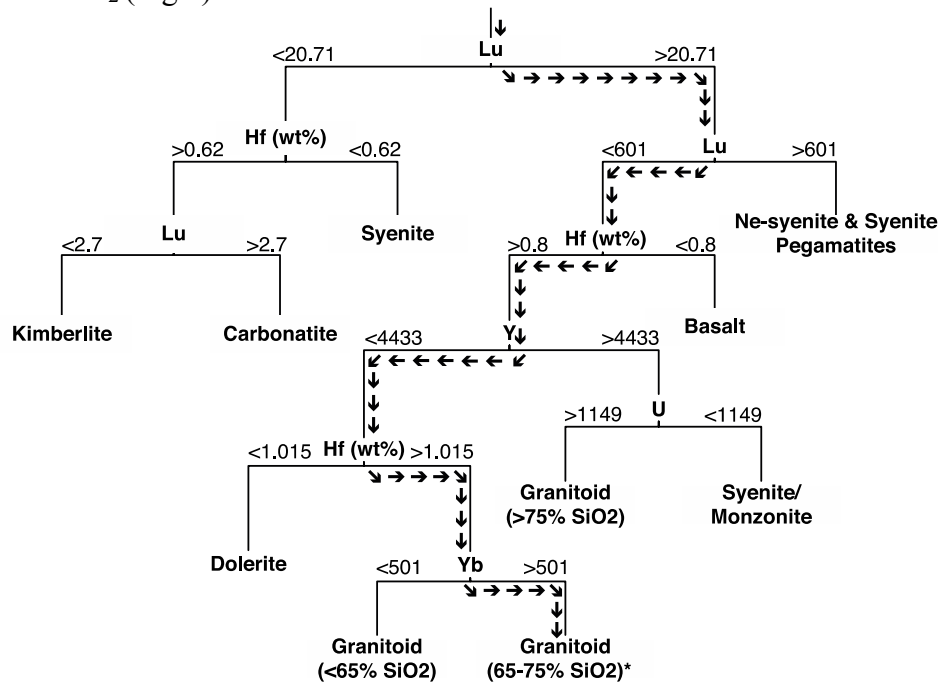 Lu
<20.71 >20.71
Hf (wt%)
>0.62 <0.62
Lu
<601 >601
Lu
<2.7 >2.7
Syenite
Ne-syenite & Syenite
Pegamatites
Hf (wt%)
>0.8 <0.8
Kimberlite
Carbonatite
Basalt
Y
<4433 >4433
U
>1149 <1149
Hf (wt%)
<1.015 >1.015
Granitoid
(>75% SiO2)
Syenite/
Monzonite
Dolerite
Yb
<501 >501
Granitoid
(<65% SiO2)
Granitoid
(65-75% SiO2)*